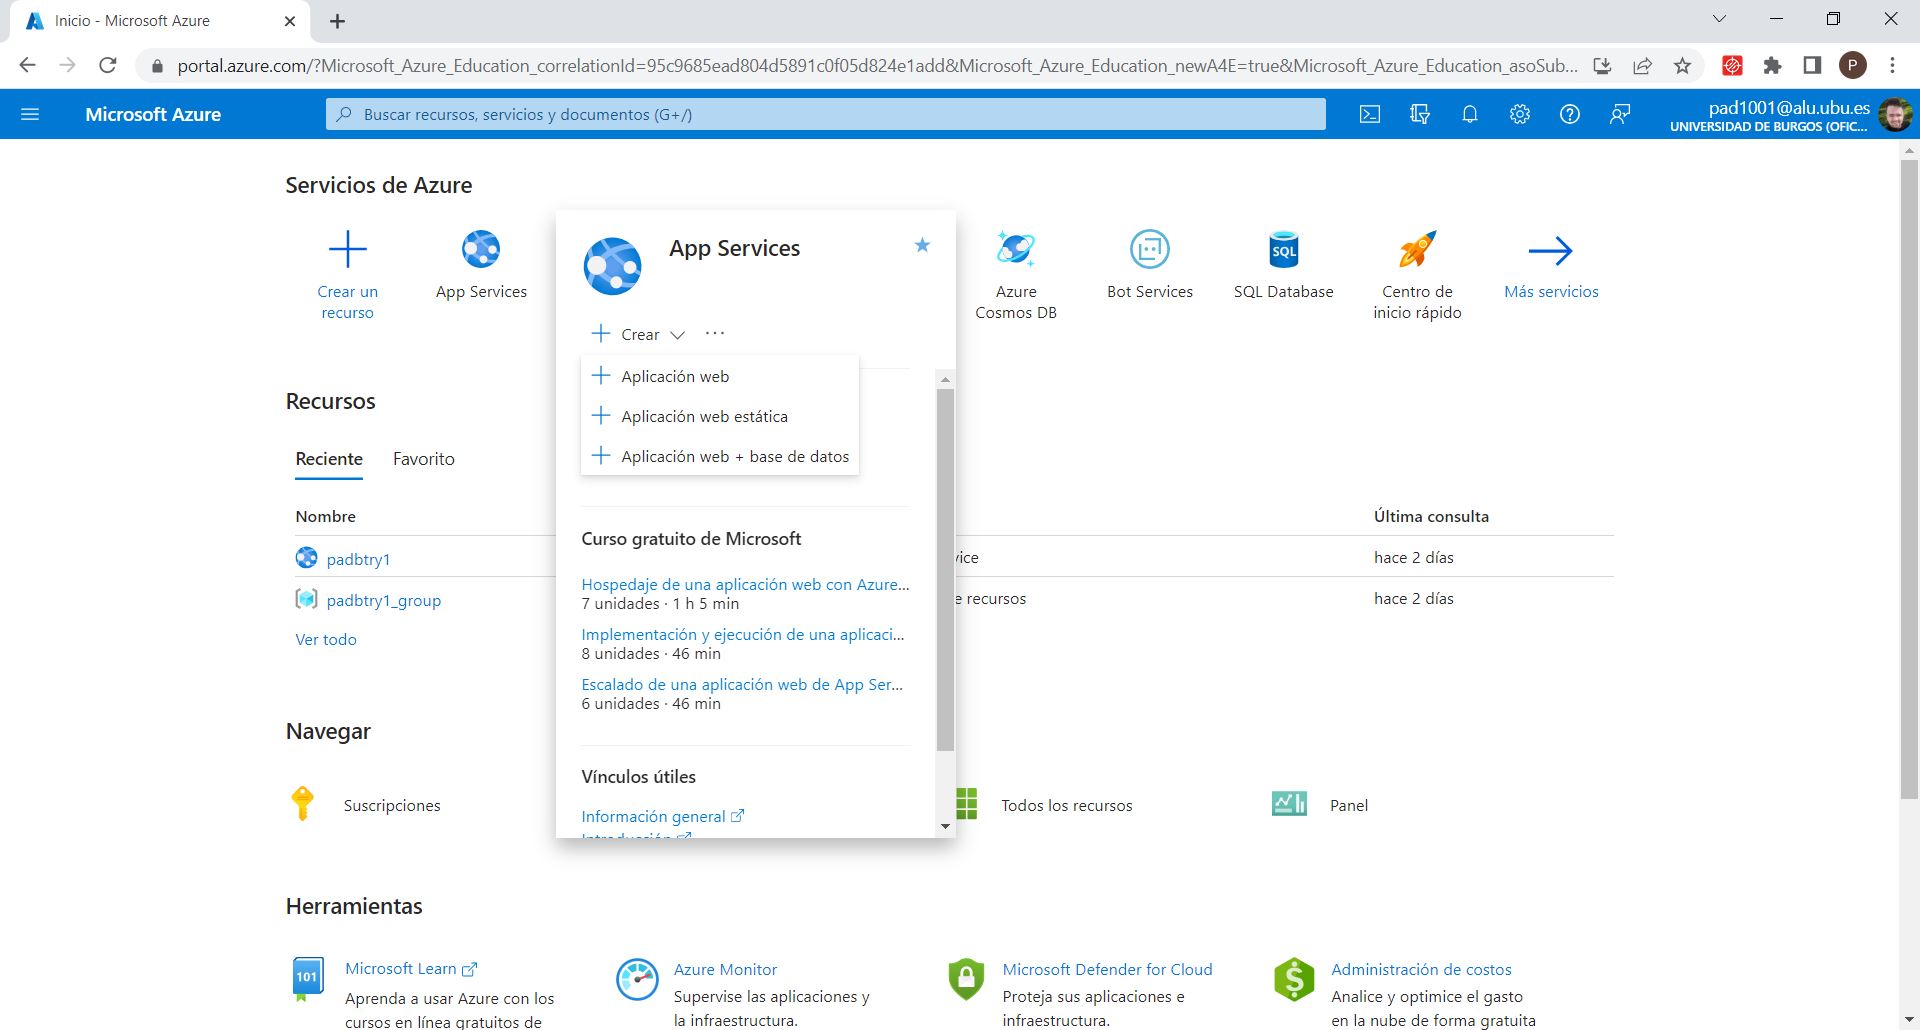 Inicio - Microsoft Azure
portal.azure.com/?Microsoft_Azure_Education_correlationId=95c9685ead804d5891c0f05d824e1add&Microsoft_Azure_Education_newA4E=true&Microsoft_Azure_Education_asoSub...
P
Microsoft Azure
Buscar recursos, servicios y documentos (G+/)
pad1001@alu.ubu.es
UNIVERSIDAD DE BURGOS (OFIC...
Servicios de Azure
Crear un
recurso
App Services
App Services
Crear
...
Aplicación web
Aplicación web estática
Aplicación web + base de datos
Curso gratuito de Microsoft
Hospedaje de una aplicación web con Azure...
7 unidades · 1 h 5 min
Implementación y ejecución de una aplicaci...
8 unidades · 46 min
Escalado de una aplicación web de App Ser...
6 unidades · 46 min
Vínculos útiles
Información general
Introducción
Azure
Cosmos DB
Bot Services
SQL
SQL Database
Centro de
inicio rápido
Más servicios
Recursos
Reciente
Favorito
Nombre
Última consulta
padbtry1
vice
hace 2 días
padbtry1_group
e recursos
hace 2 días
Ver todo
Navegar
Suscripciones
Todos los recursos
Panel
Herramientas
101
Microsoft Learn
Aprenda a usar Azure con los
cursos en línea gratuitos de
Azure Monitor
Supervise las aplicaciones y
la infraestructura.
Microsoft Defender for Cloud
Proteja sus aplicaciones e
infraestructura.
Administración de costos
Analice y optimice el gasto
en la nube de forma gratuita